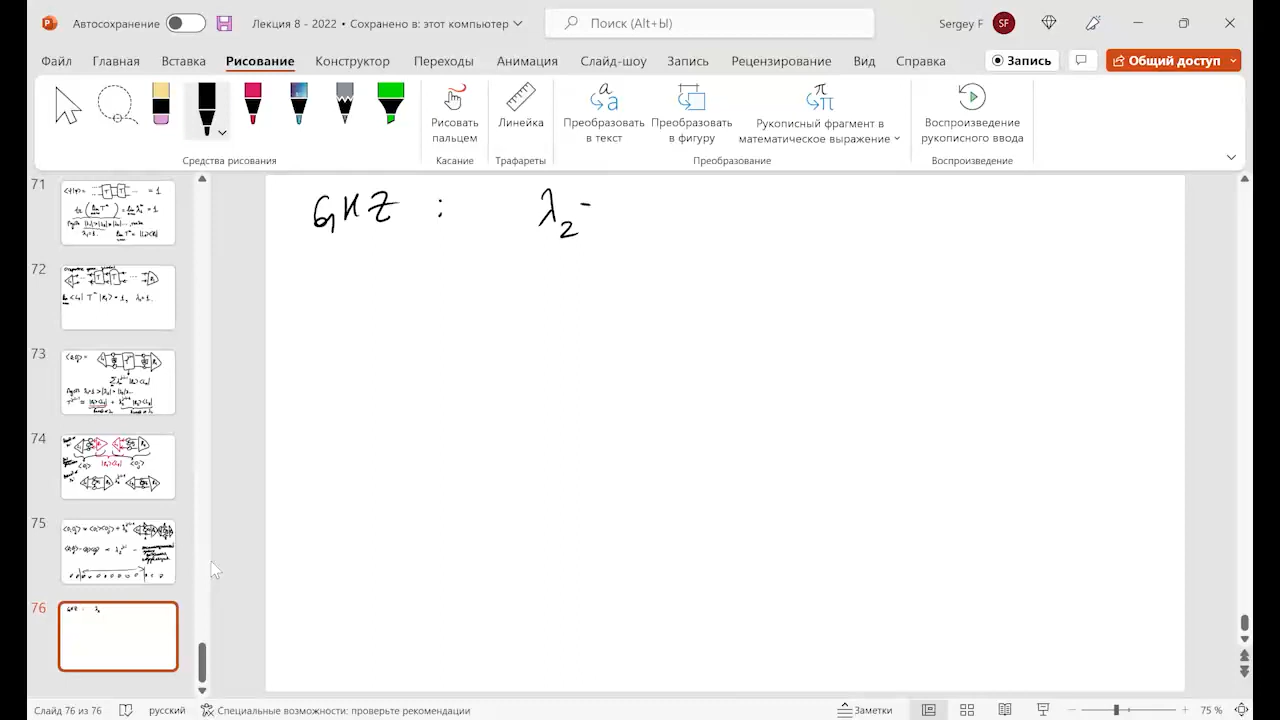 Автосохранение
Лекция 8 - 2022 • Сохранено в: этот компьютер
Поиск (Alt+Ы)
Sergey F
SF
Файл Главная Вставка Рисование Конструктор Переходы Анимация Слайд-шоу Запись Рецензирование Вид Справка
Запись
Общий доступ
Рисовать пальцем
Линейка
Преобразовать в текст
Преобразовать в фигуру
Рукописный фрагмент в математическое выражение
Воспроизведение рукописного ввода
Средства рисования
Касание
Трафареты
Преобразование
Воспроизведение
71
72
73
74
75
76
GHZ : λ₂ -
Слайд 76 из 76
русский
Специальные возможности: проверьте рекомендации
Заметки
75 %